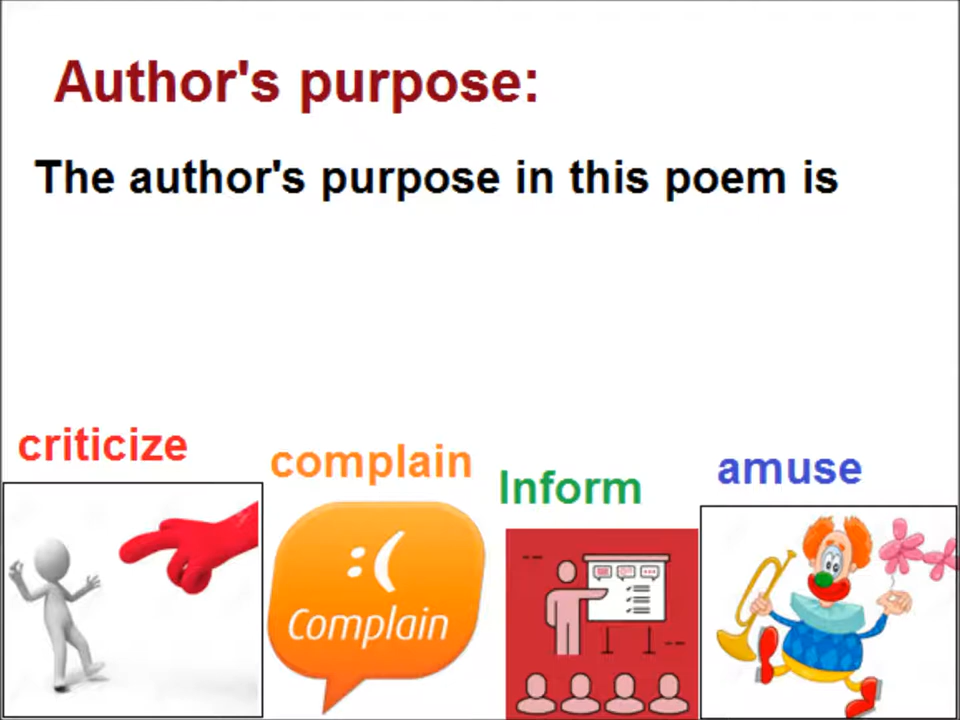 Author's purpose:
The author's purpose in this poem is
criticize
complain
Inform
amuse
:(
Complain